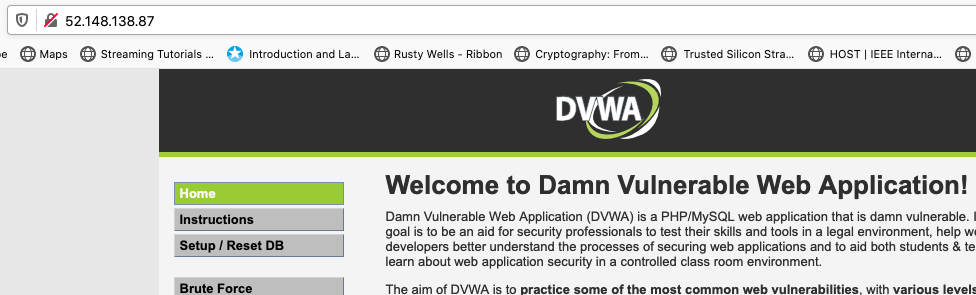 52.148.138.87
Maps Streaming Tutorials ... Introduction and La... Rusty Wells - Ribbon Cryptography: From... Trusted Silicon Stra... HOST | IEEE Interna...
DVWA
Home
Instructions
Setup / Reset DB
Brute Force
Welcome to Damn Vulnerable Web Application!
Damn Vulnerable Web Application (DVWA) is a PHP/MySQL web application that is damn vulnerable.
goal is to be an aid for security professionals to test their skills and tools in a legal environment, help
developers better understand the processes of securing web applications and to aid both students &
learn about web application security in a controlled class room environment.
The aim of DVWA is to practice some of the most common web vulnerabilities, with various levels